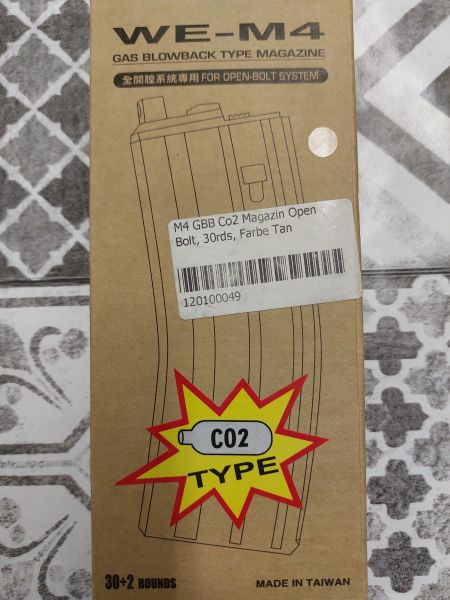 WE-M4
GAS BLOWBACK TYPE MAGAZINE
全開膛系統專用 FOR OPEN-BOLT SYSTEM
M4 GBB Co2 Magazin Open
Bolt, 30rds, Farbe Tan
120100049
CO2
TYPE
30+2 ROUNDS
MADE IN TAIWAN